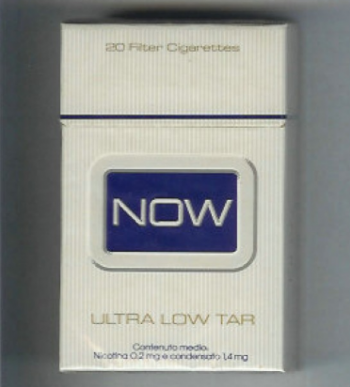 20 Filter Cigarettes
NOW
ULTRA LOW TAR
Contenuto medio:
Nicotina 0,2 mg e condensato 1,4 mg